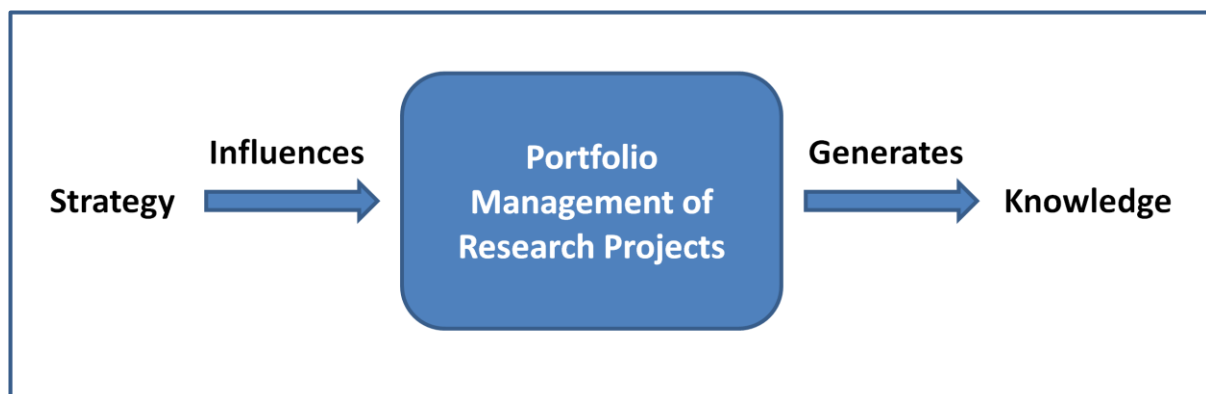 Strategy
Influences
Portfolio
Management of
Research Projects
Generates
Knowledge